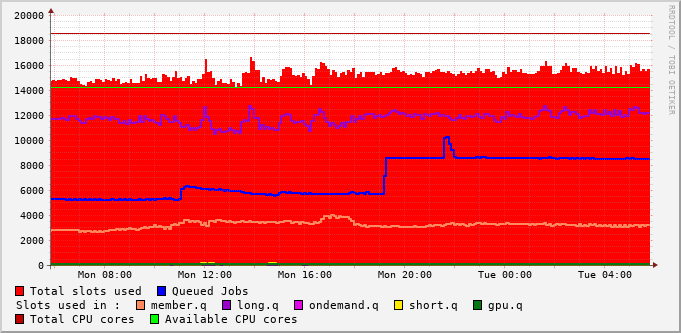 20000
18000
16000
14000
12000
10000
8000
6000
4000
2000
0
Mon 08:00 Mon 12:00 Mon 16:00 Mon 20:00 Tue 00:00 Tue 04:00
RRDTOOL / TOBI OETIKER
Total slots used Queued Jobs
Slots used in : member.q long.q ondemand.q short.q gpu.q
Total CPU cores Available CPU cores